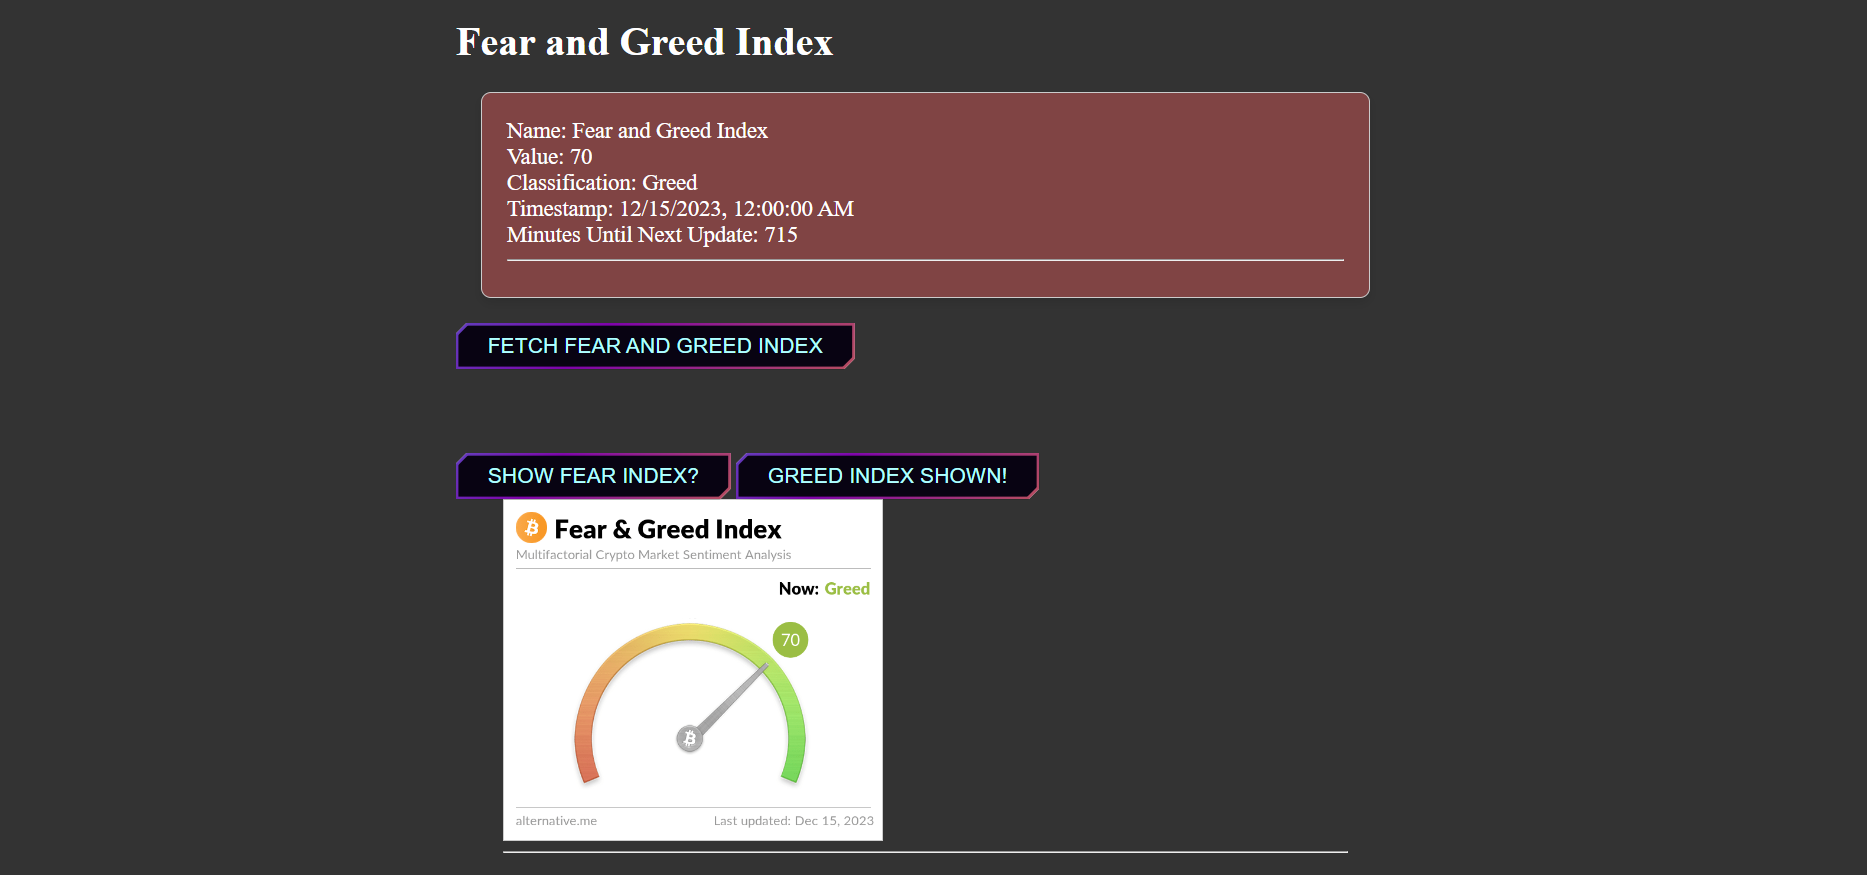 Fear and Greed Index
Name: Fear and Greed Index
Value: 70
Classification: Greed
Timestamp: 12/15/2023, 12:00:00 AM
Minutes Until Next Update: 715
FETCH FEAR AND GREED INDEX
SHOW FEAR INDEX? GREED INDEX SHOWN!
Fear & Greed Index
Multifactorial Crypto Market Sentiment Analysis
Now: Greed
70
alternative.me Last updated: Dec 15, 2023